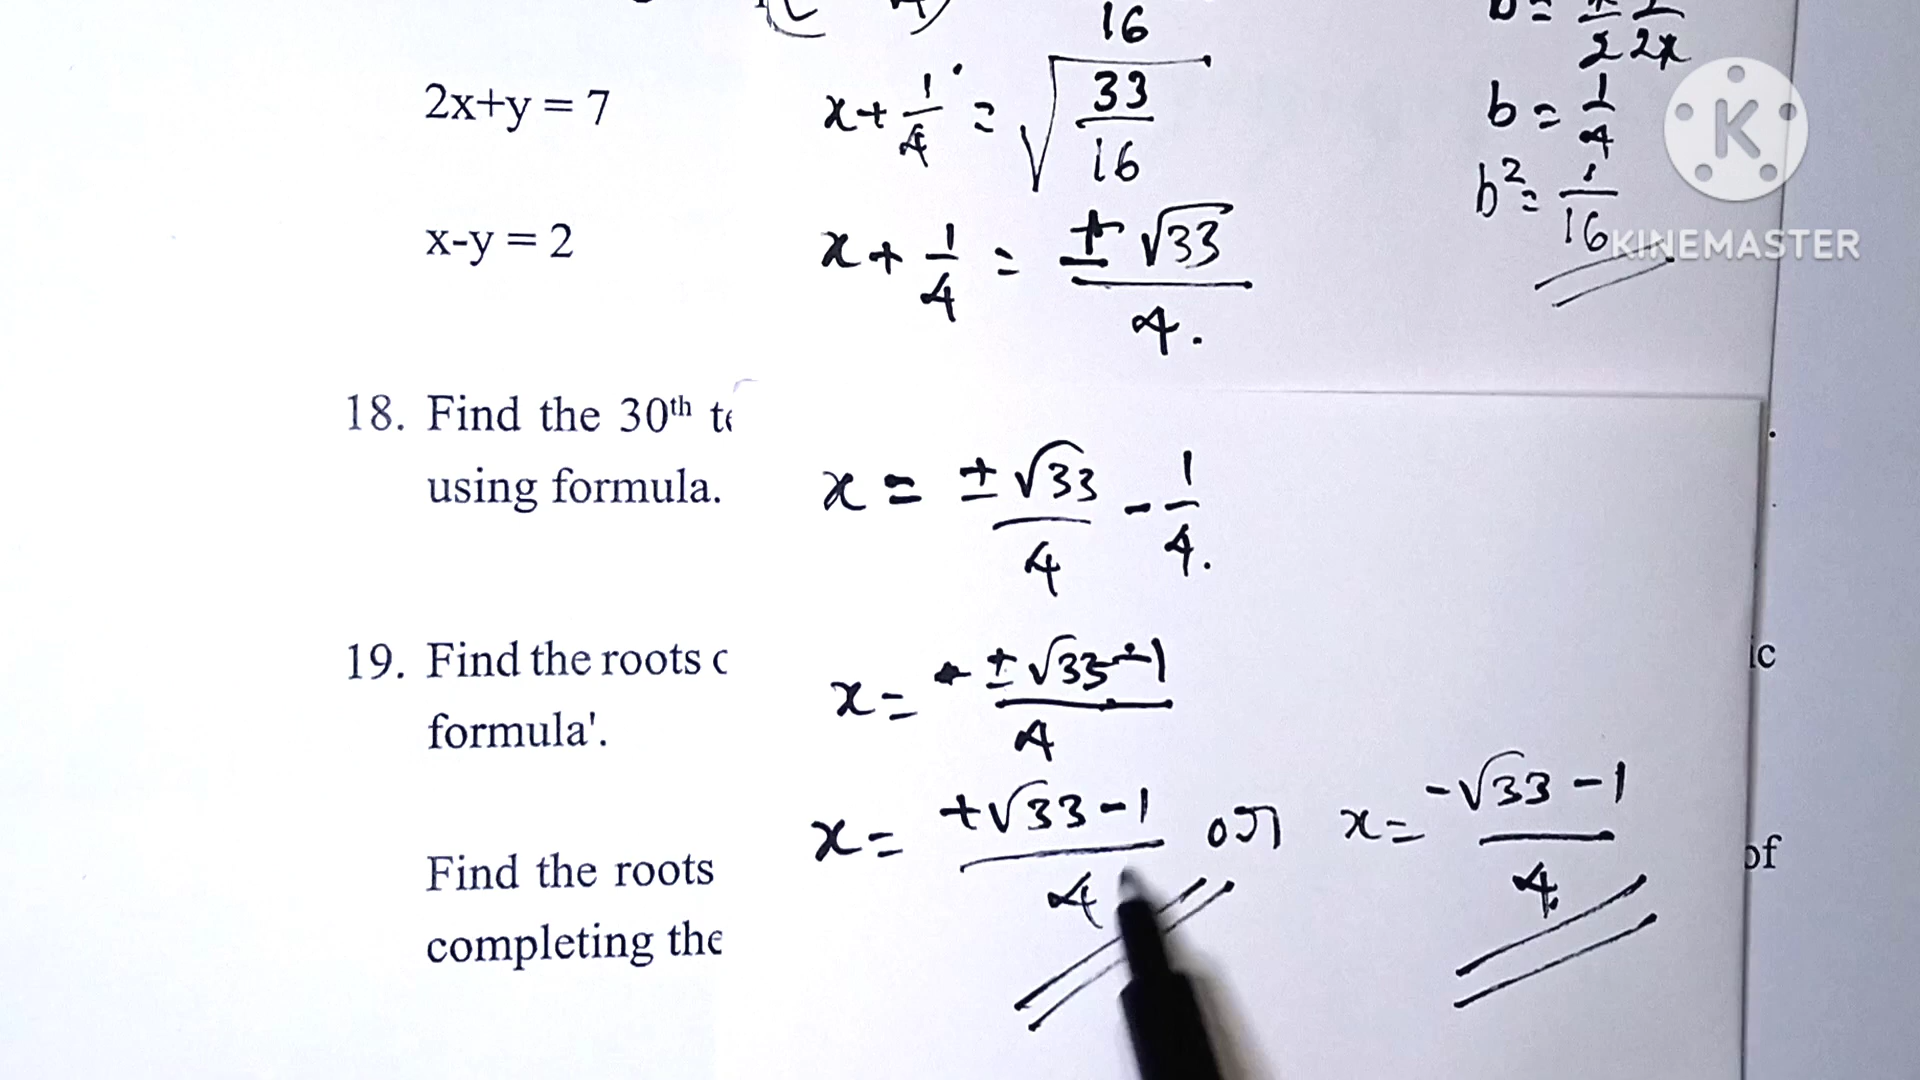 2x+y = 7
x-y = 2
18. Find the 30th
using formula.
19. Find the roots
formula'.
Find the roots
completing the
16
x + 1/4 = √(33/16)
x + 1/4 = ±√33/4.
x = ±√33/4 - 1/4.
x = ±√33-1/4
x = +√33-1/4 or x = -√33-1/4
b = 1/4
b² = 1/16
K
KINEMASTER
ic
of